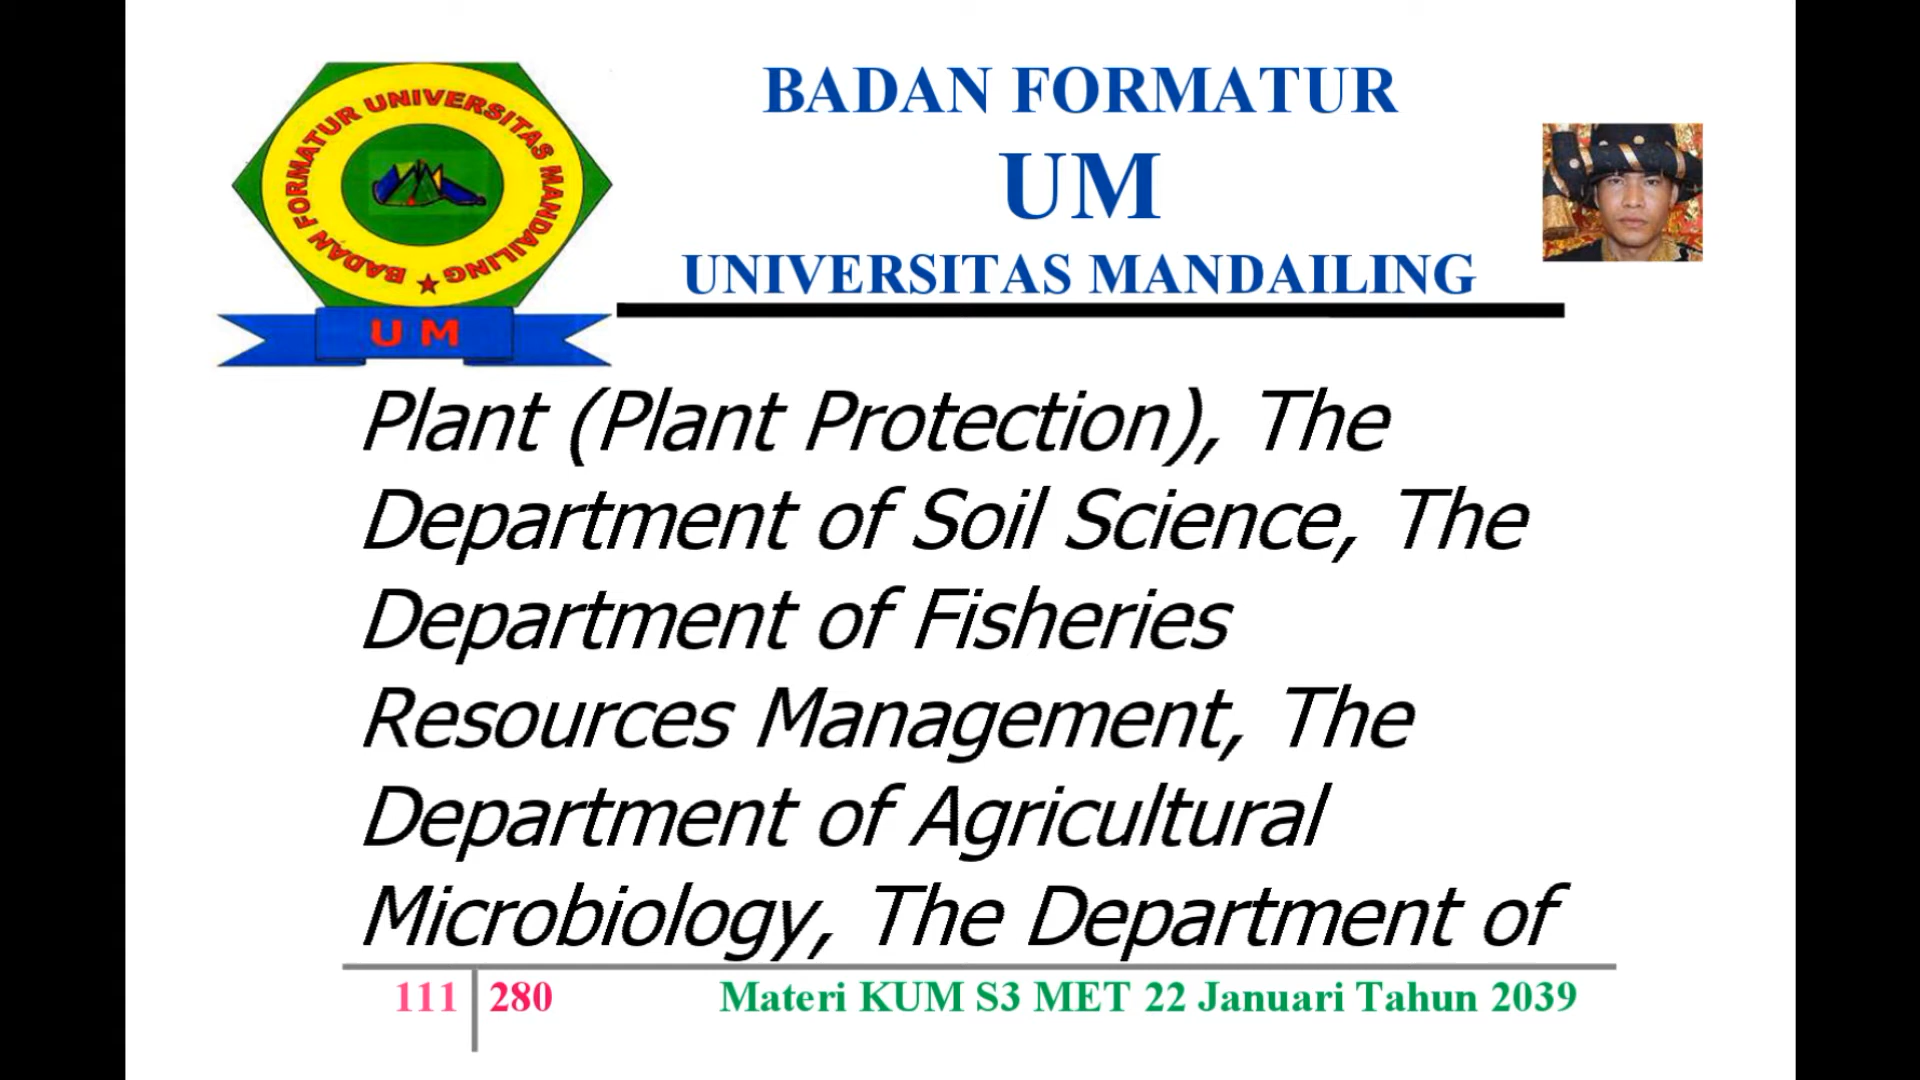 BADAN FORMATUR UNIVERSITAS MANDAILING
U M
BADAN FORMATUR
UM
UNIVERSITAS MANDAILING
Plant (Plant Protection), The
Department of Soil Science, The
Department of Fisheries
Resources Management, The
Department of Agricultural
Microbiology, The Department of
111 280 Materi KUM S3 MET 22 Januari Tahun 2039